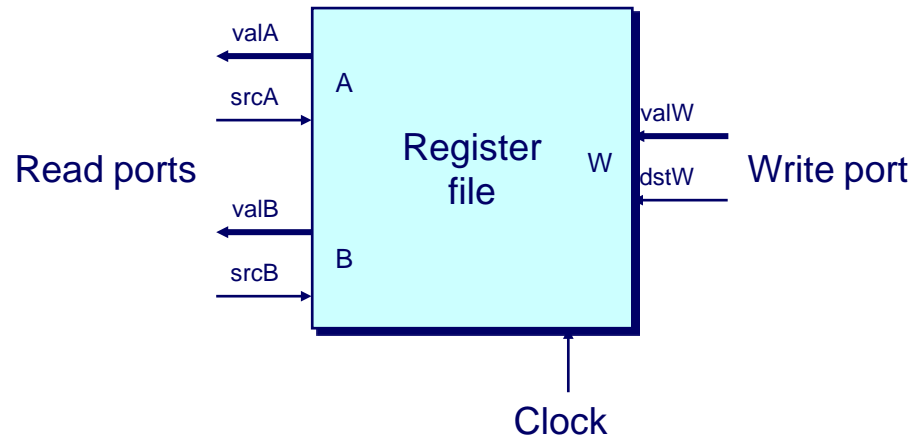 valA
A
srcA
Read ports
valB
B
srcB
Register
file
W
valW
dstW
Write port
Clock